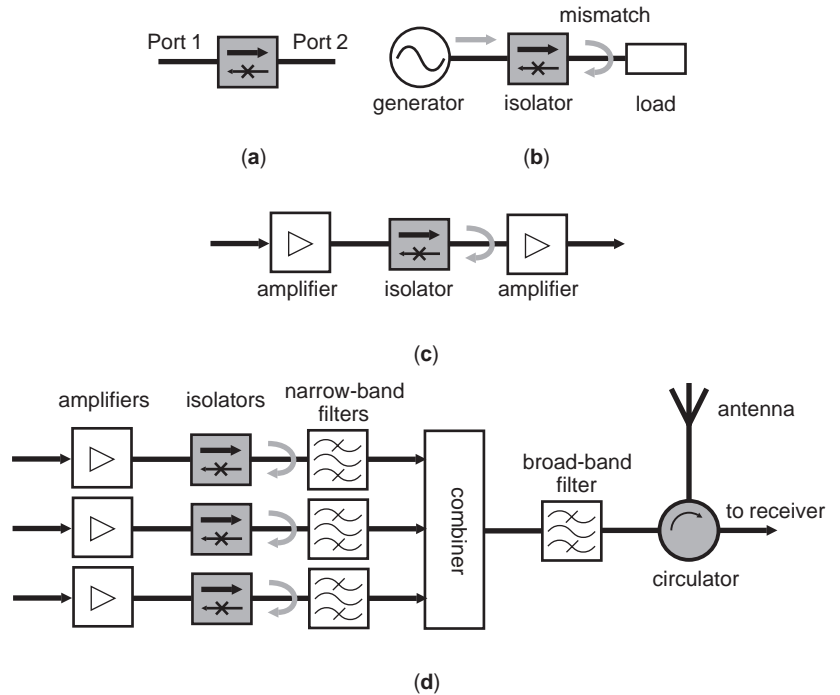 mismatch
Port 1 Port 2
generator isolator load
(a) (b)
amplifier isolator amplifier
(c)
amplifiers isolators narrow-band
filters
antenna
broad-band
filter
combiner
to receiver
circulator
(d)